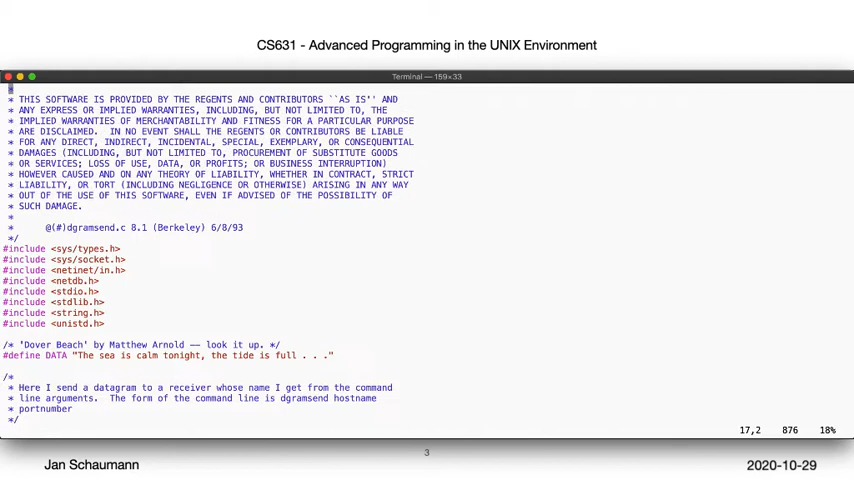 CS631 - Advanced Programming in the UNIX Environment
Terminal — 159×33
*
* THIS SOFTWARE IS PROVIDED BY THE REGENTS AND CONTRIBUTORS ``AS IS'' AND
* ANY EXPRESS OR IMPLIED WARRANTIES, INCLUDING, BUT NOT LIMITED TO, THE
* IMPLIED WARRANTIES OF MERCHANTABILITY AND FITNESS FOR A PARTICULAR PURPOSE
* ARE DISCLAIMED.  IN NO EVENT SHALL THE REGENTS OR CONTRIBUTORS BE LIABLE
* FOR ANY DIRECT, INDIRECT, INCIDENTAL, SPECIAL, EXEMPLARY, OR CONSEQUENTIAL
* DAMAGES (INCLUDING, BUT NOT LIMITED TO, PROCUREMENT OF SUBSTITUTE GOODS
* OR SERVICES; LOSS OF USE, DATA, OR PROFITS; OR BUSINESS INTERRUPTION)
* HOWEVER CAUSED AND ON ANY THEORY OF LIABILITY, WHETHER IN CONTRACT, STRICT
* LIABILITY, OR TORT (INCLUDING NEGLIGENCE OR OTHERWISE) ARISING IN ANY WAY
* OUT OF THE USE OF THIS SOFTWARE, EVEN IF ADVISED OF THE POSSIBILITY OF
* SUCH DAMAGE.
*
*      @(#)dgramsend.c 8.1 (Berkeley) 6/8/93
*/
#include <sys/types.h>
#include <sys/socket.h>
#include <netinet/in.h>
#include <netdb.h>
#include <stdio.h>
#include <stdlib.h>
#include <string.h>
#include <unistd.h>
/* 'Dover Beach' by Matthew Arnold -- look it up. */
#define DATA "The sea is calm tonight, the tide is full . . ."
/*
* Here I send a datagram to a receiver whose name I get from the command
* line arguments.  The form of the command line is dgramsend hostname
* portnumber
*/
17,2 876 18%
3
Jan Schaumann
2020-10-29